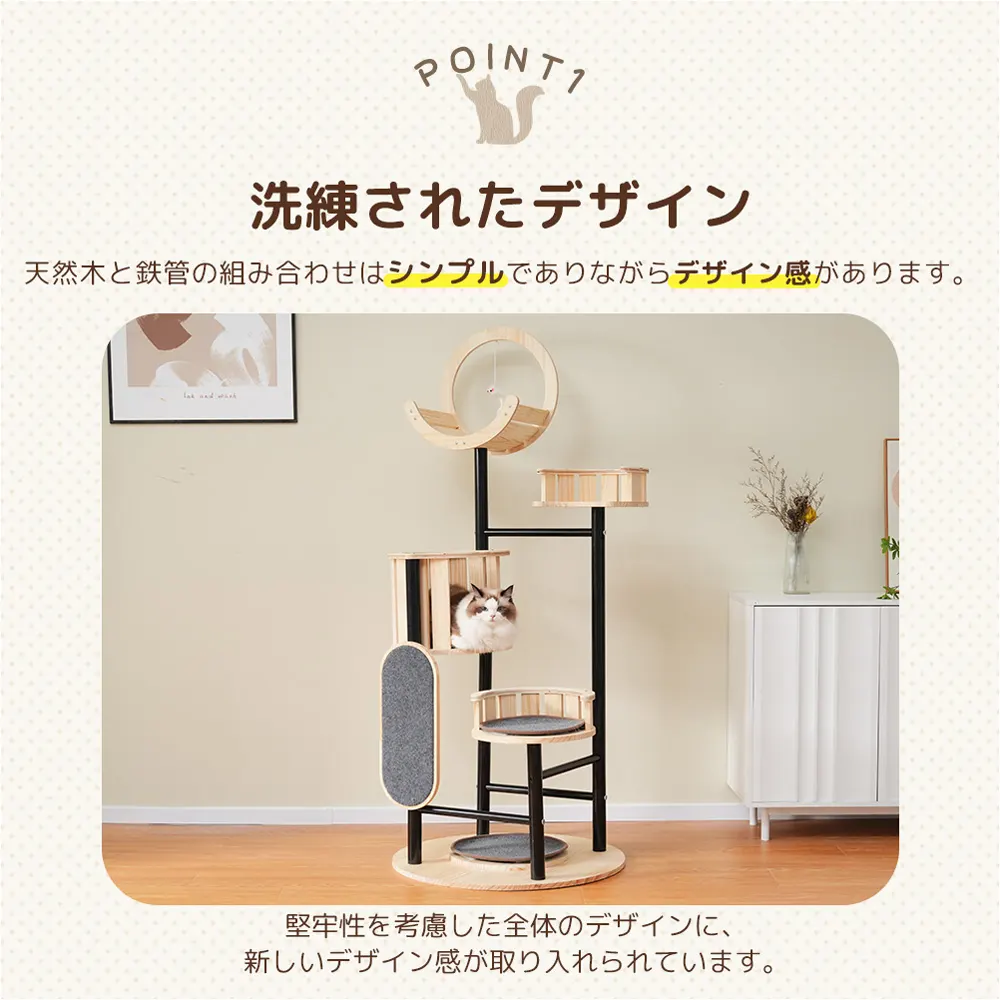 POINT1
洗練されたデザイン
天然木と鉄管の組み合わせはシンプルでありながらデザイン感があります。
堅牢性を考慮した全体のデザインに、
新しいデザイン感が取り入れられています。